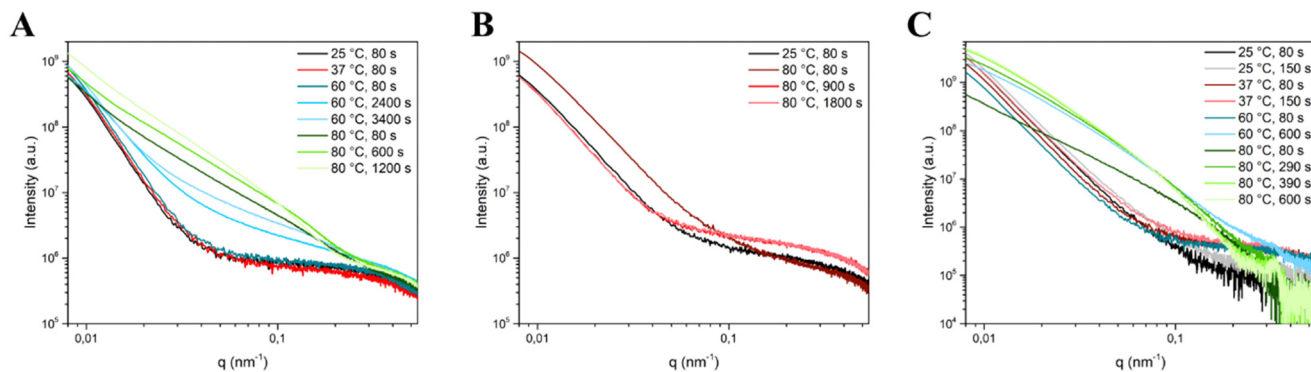 A
25 °C, 80 s
37 °C, 80 s
60 °C, 80 s
60 °C, 2400 s
60 °C, 3400 s
80 °C, 80 s
80 °C, 600 s
80 °C, 1200 s
Intensity (a.u.)
10⁹
10⁸
10⁷
10⁶
10⁵
0,01
0,1
q (nm⁻¹)
B
25 °C, 80 s
80 °C, 80 s
80 °C, 900 s
80 °C, 1800 s
Intensity (a.u.)
10⁹
10⁸
10⁷
10⁶
10⁵
0,01
0,1
q (nm⁻¹)
C
25 °C, 80 s
25 °C, 150 s
37 °C, 80 s
37 °C, 150 s
60 °C, 80 s
60 °C, 600 s
80 °C, 80 s
80 °C, 290 s
80 °C, 390 s
80 °C, 600 s
Intensity (a.u.)
10⁹
10⁸
10⁷
10⁶
10⁵
10⁴
0,01
0,1
q (nm⁻¹)